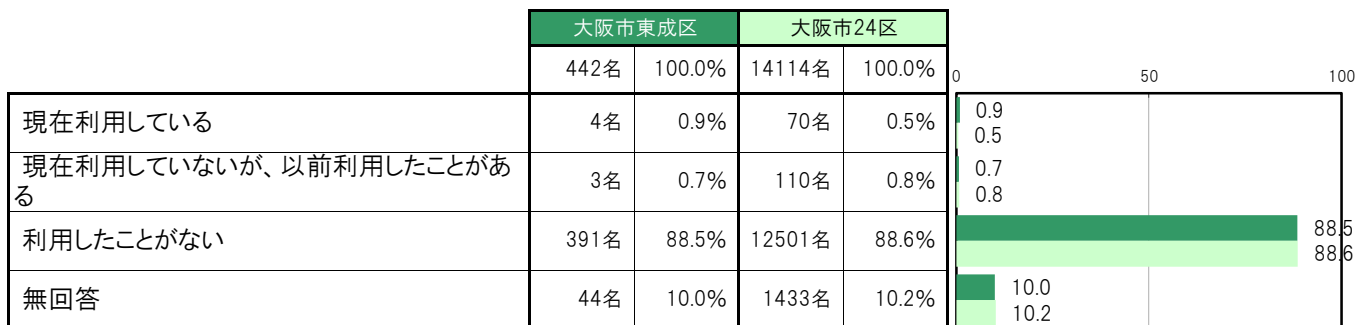 大阪市東成区 大阪市24区
442名 100.0% 14114名 100.0%
0 50 100
現在利用している 4名 0.9% 70名 0.5%
0.9
0.5
現在利用していないが、以前利用したことがあ
る
3名 0.7% 110名 0.8%
0.7
0.8
利用したことがない 391名 88.5% 12501名 88.6%
88.5
88.6
無回答 44名 10.0% 1433名 10.2%
10.0
10.2